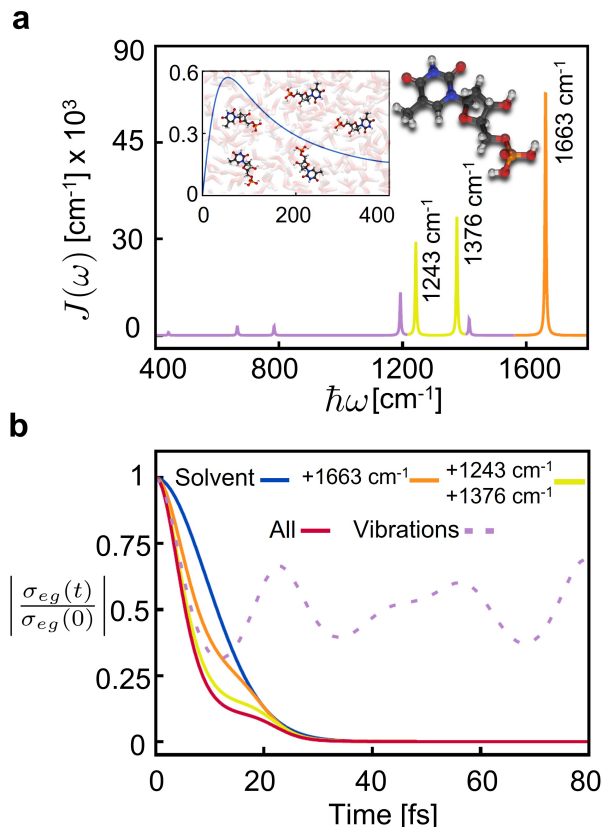 a
J(ω) [cm⁻¹] x 10³
90
45
30
0
0.6
0.3
0
0 200 400
1243 cm⁻¹
1376 cm⁻¹
1663 cm⁻¹
400 800 1200 1600
ħω [cm⁻¹]
b
|σeg(t)/σeg(0)|
1
0.75
0.5
0.25
0
Solvent +1663 cm⁻¹ +1243 cm⁻¹
+1376 cm⁻¹
All Vibrations
0 20 40 60 80
Time [fs]